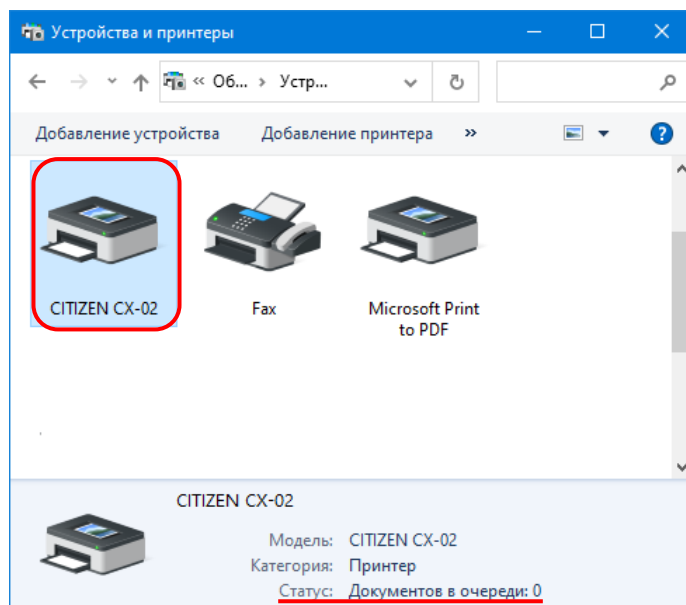 Устройства и принтеры
« Об... › Устр...
Добавление устройства Добавление принтера »
CITIZEN CX-02
Fax
Microsoft Print
to PDF
CITIZEN CX-02
Модель: CITIZEN CX-02
Категория: Принтер
Статус: Документов в очереди: 0